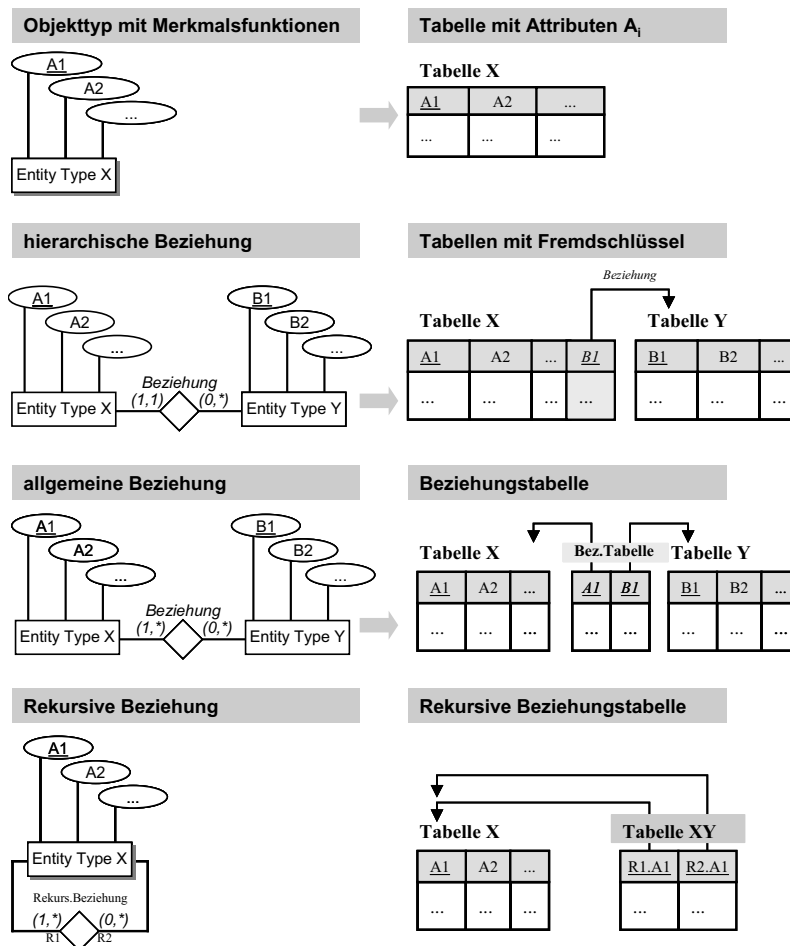 Objekttyp mit Merkmalsfunktionen
A1
A2
...
Entity Type X
Tabelle mit Attributen Ai
Tabelle X
A1 A2 ...
... ... ...
hierarchische Beziehung
A1
A2
...
B1
B2
...
Beziehung
(1,1) (0,*)
Entity Type X
Entity Type Y
Tabellen mit Fremdschlüssel
Beziehung
Tabelle X
Tabelle Y
A1 A2 ... B1
... ... ... ...
B1 B2 ...
... ... ...
allgemeine Beziehung
A1
A2
...
B1
B2
...
Beziehung
(1,*) (0,*)
Entity Type X
Entity Type Y
Beziehungstabelle
Tabelle X
Bez.Tabelle
Tabelle Y
A1 A2 ...
... ... ...
A1 B1
... ...
B1 B2 ...
... ... ...
Rekursive Beziehung
A1
A2
...
Entity Type X
Rekurs.Beziehung
(1,*) (0,*)
R1 R2
Rekursive Beziehungstabelle
Tabelle X
Tabelle XY
A1 A2 ...
... ... ...
R1.A1 R2.A1
... ...